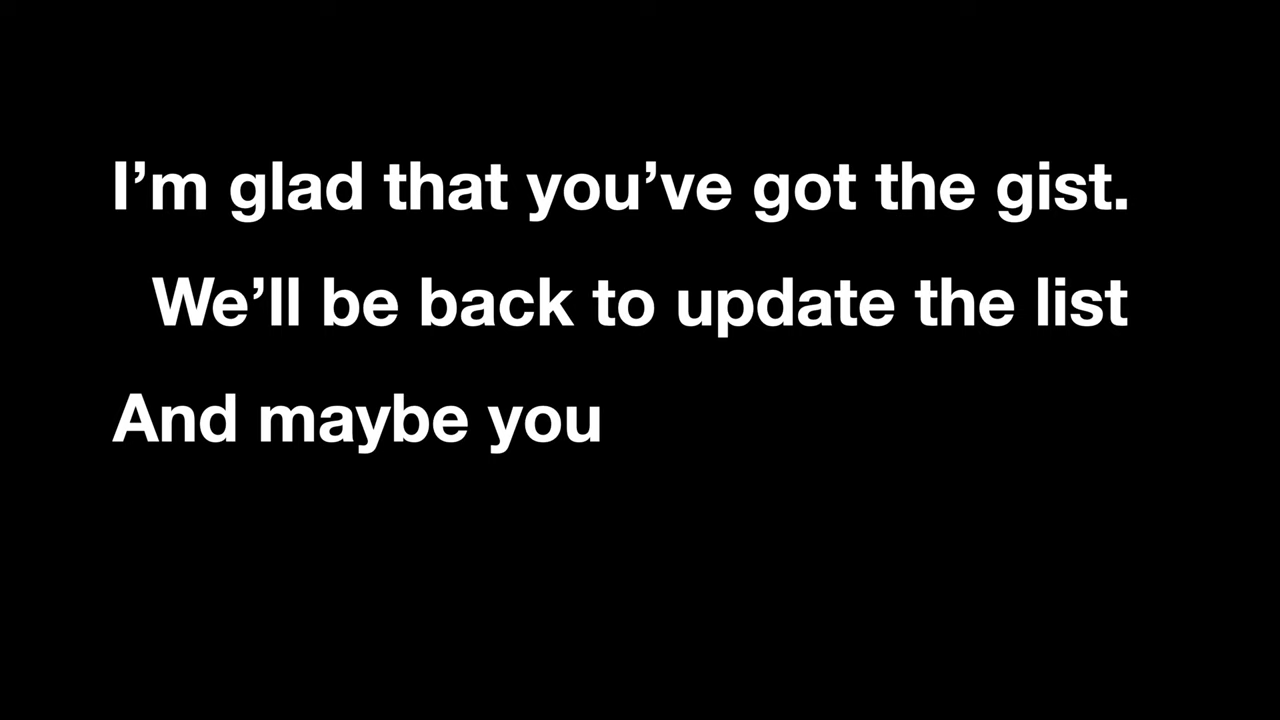 I’m glad that you’ve got the gist.
We’ll be back to update the list
And maybe you